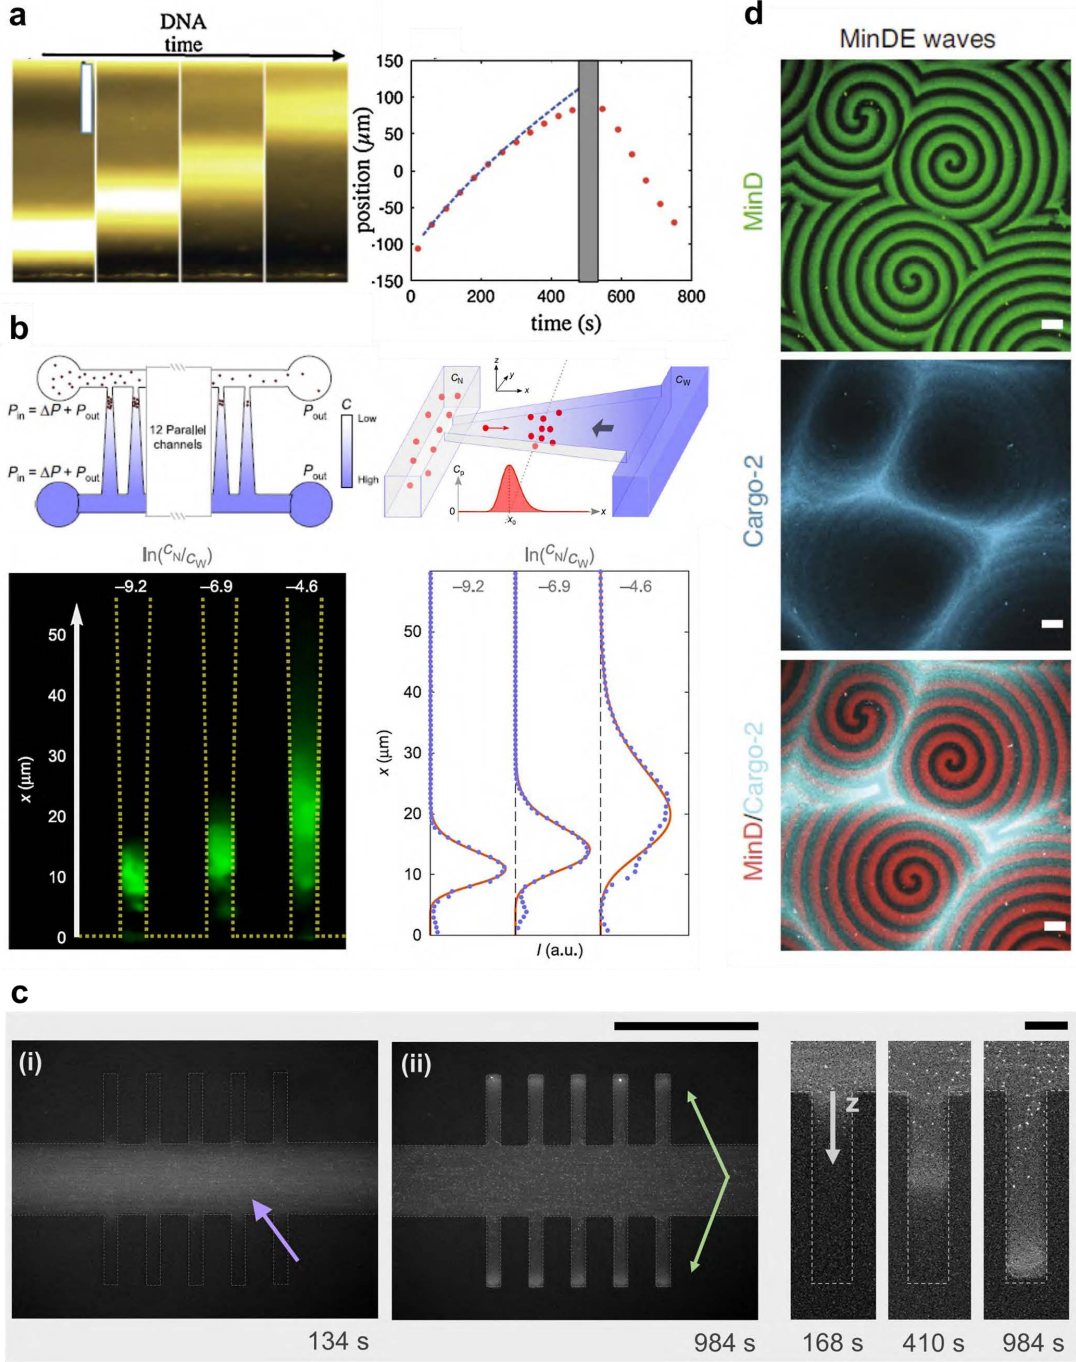 a
DNA
time
position (μm)
150
100
50
0
-50
-100
-150
0
200
400
600
800
time (s)
b
P_in = ΔP + P_out
P_out
12 Parallel
channels
C
Low
High
P_in = ΔP + P_out
P_out
C_N
C_W
z
y
x
C_p
0
x_0
x
ln(C_N/C_W)
–9.2
–6.9
–4.6
x (μm)
50
40
30
20
10
0
ln(C_N/C_W)
–9.2
–6.9
–4.6
x (μm)
50
40
30
20
10
0
I (a.u.)
c
(i)
134 s
(ii)
984 s
z
168 s
410 s
984 s
d
MinDE waves
MinD
Cargo-2
MinD/Cargo-2